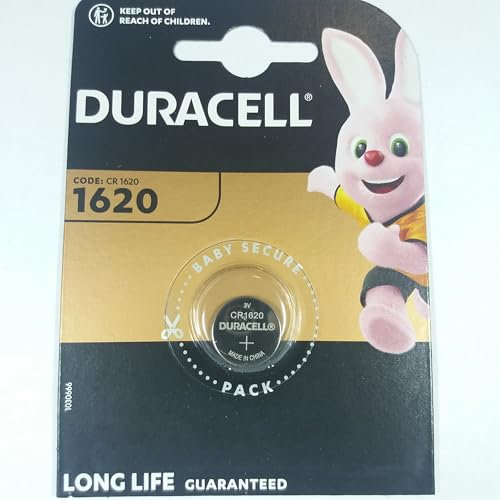 KEEP OUT OF
REACH OF CHILDREN.
DURACELL®
CODE: CR 1620
1620
BABY SECURE
3V
CR1620
DURACELL®
+
MADE IN CHINA
PACK
1030666
LONG LIFE GUARANTEED